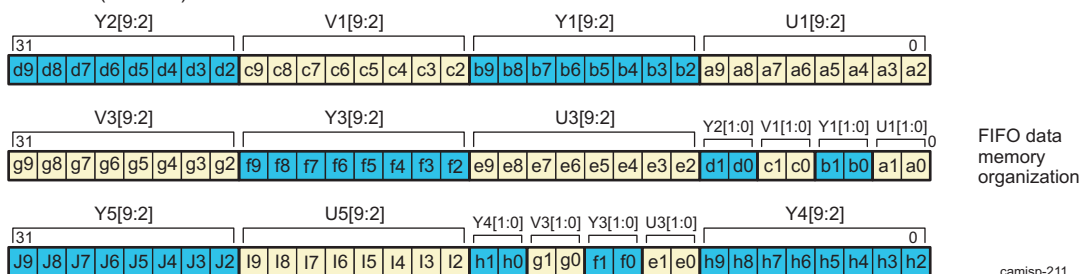 Y2[9:2] V1[9:2] Y1[9:2] U1[9:2]
31 0
d9 d8 d7 d6 d5 d4 d3 d2 c9 c8 c7 c6 c5 c4 c3 c2 b9 b8 b7 b6 b5 b4 b3 b2 a9 a8 a7 a6 a5 a4 a3 a2
V3[9:2] Y3[9:2] U3[9:2] Y2[1:0] V1[1:0] Y1[1:0] U1[1:0]
31 0
g9 g8 g7 g6 g5 g4 g3 g2 f9 f8 f7 f6 f5 f4 f3 f2 e9 e8 e7 e6 e5 e4 e3 e2 d1 d0 c1 c0 b1 b0 a1 a0
FIFO data
memory
organization
Y5[9:2] U5[9:2] Y4[1:0] V3[1:0] Y3[1:0] U3[1:0] Y4[9:2]
31 0
J9 J8 J7 J6 J5 J4 J3 J2 I9 I8 I7 I6 I5 I4 I3 I2 h1 h0 g1 g0 f1 f0 e1 e0 h9 h8 h7 h6 h5 h4 h3 h2
camisp-211